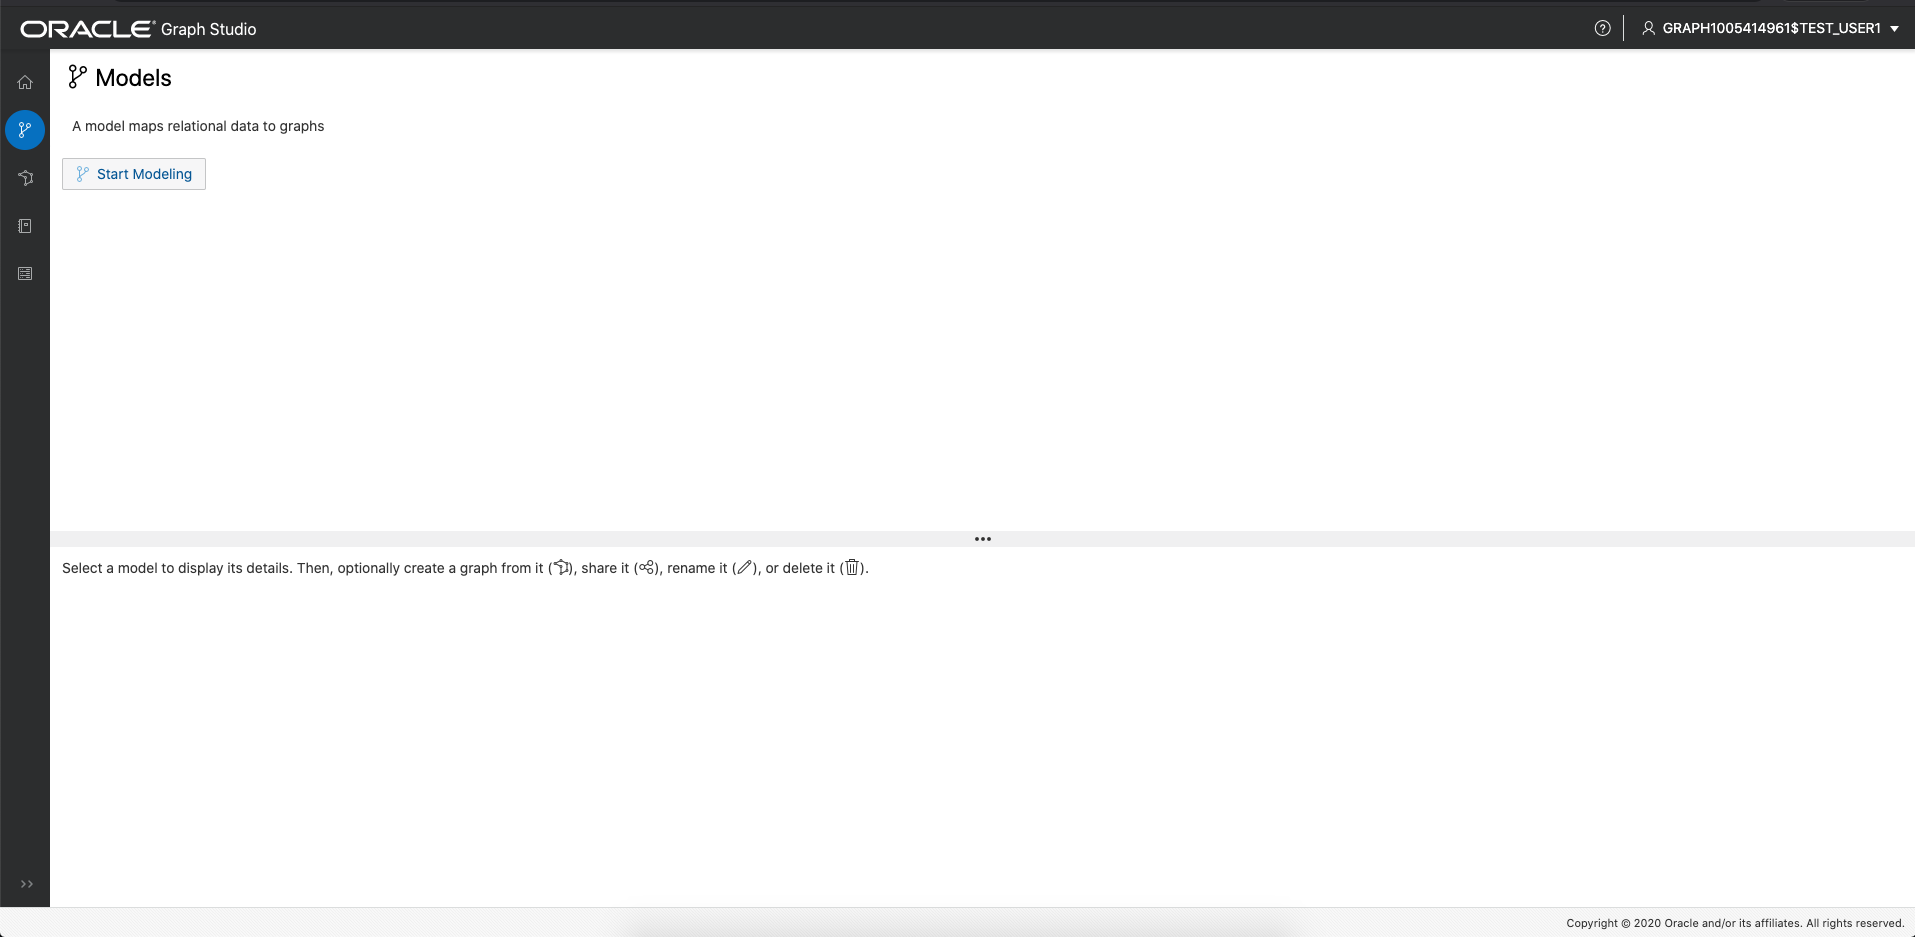 ORACLE® Graph Studio
GRAPH1005414961$TEST_USER1
Models
A model maps relational data to graphs
Start Modeling
Select a model to display its details. Then, optionally create a graph from it (), share it (), rename it (), or delete it ().
Copyright © 2020 Oracle and/or its affiliates. All rights reserved.